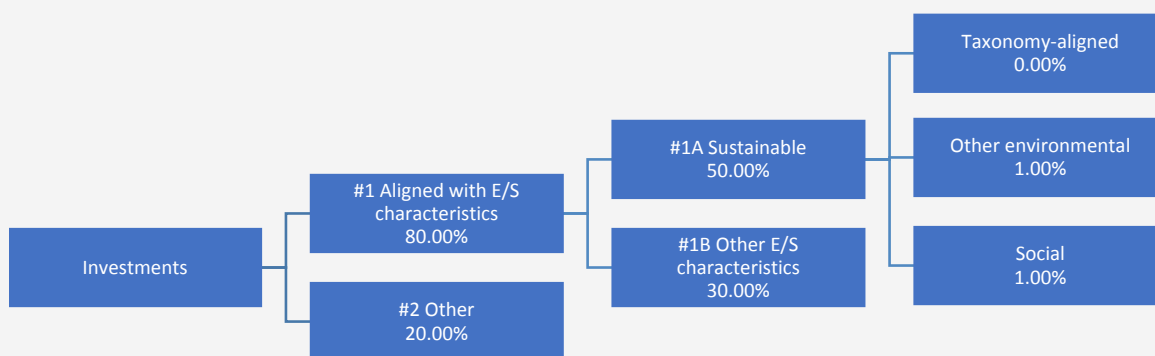 Investments
#1 Aligned with E/S
characteristics
80.00%
#2 Other
20.00%
#1A Sustainable
50.00%
#1B Other E/S
characteristics
30.00%
Taxonomy-aligned
0.00%
Other environmental
1.00%
Social
1.00%